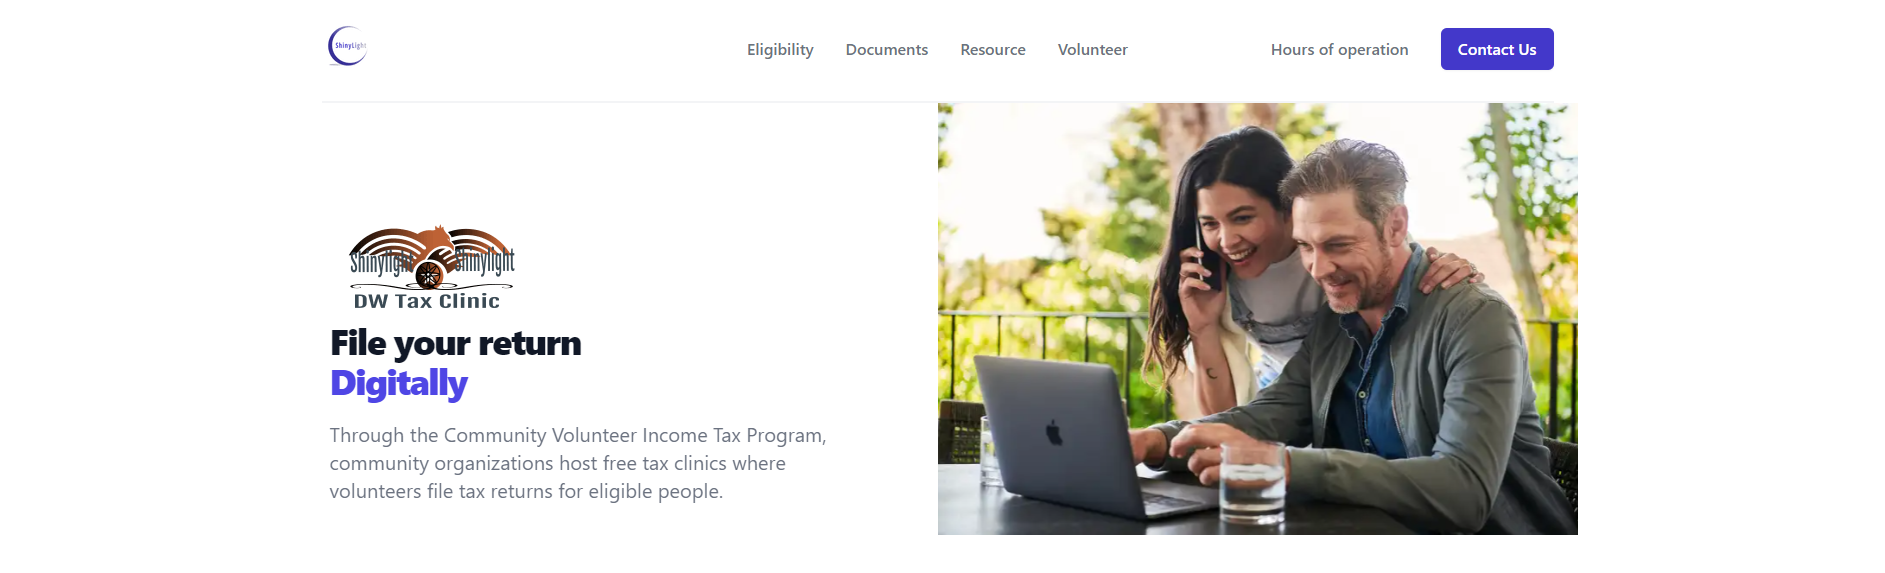 ShinyLight
Eligibility Documents Resource Volunteer Hours of operation Contact Us
Shinylight Shinylight
DW Tax Clinic
File your return
Digitally
Through the Community Volunteer Income Tax Program,
community organizations host free tax clinics where
volunteers file tax returns for eligible people.